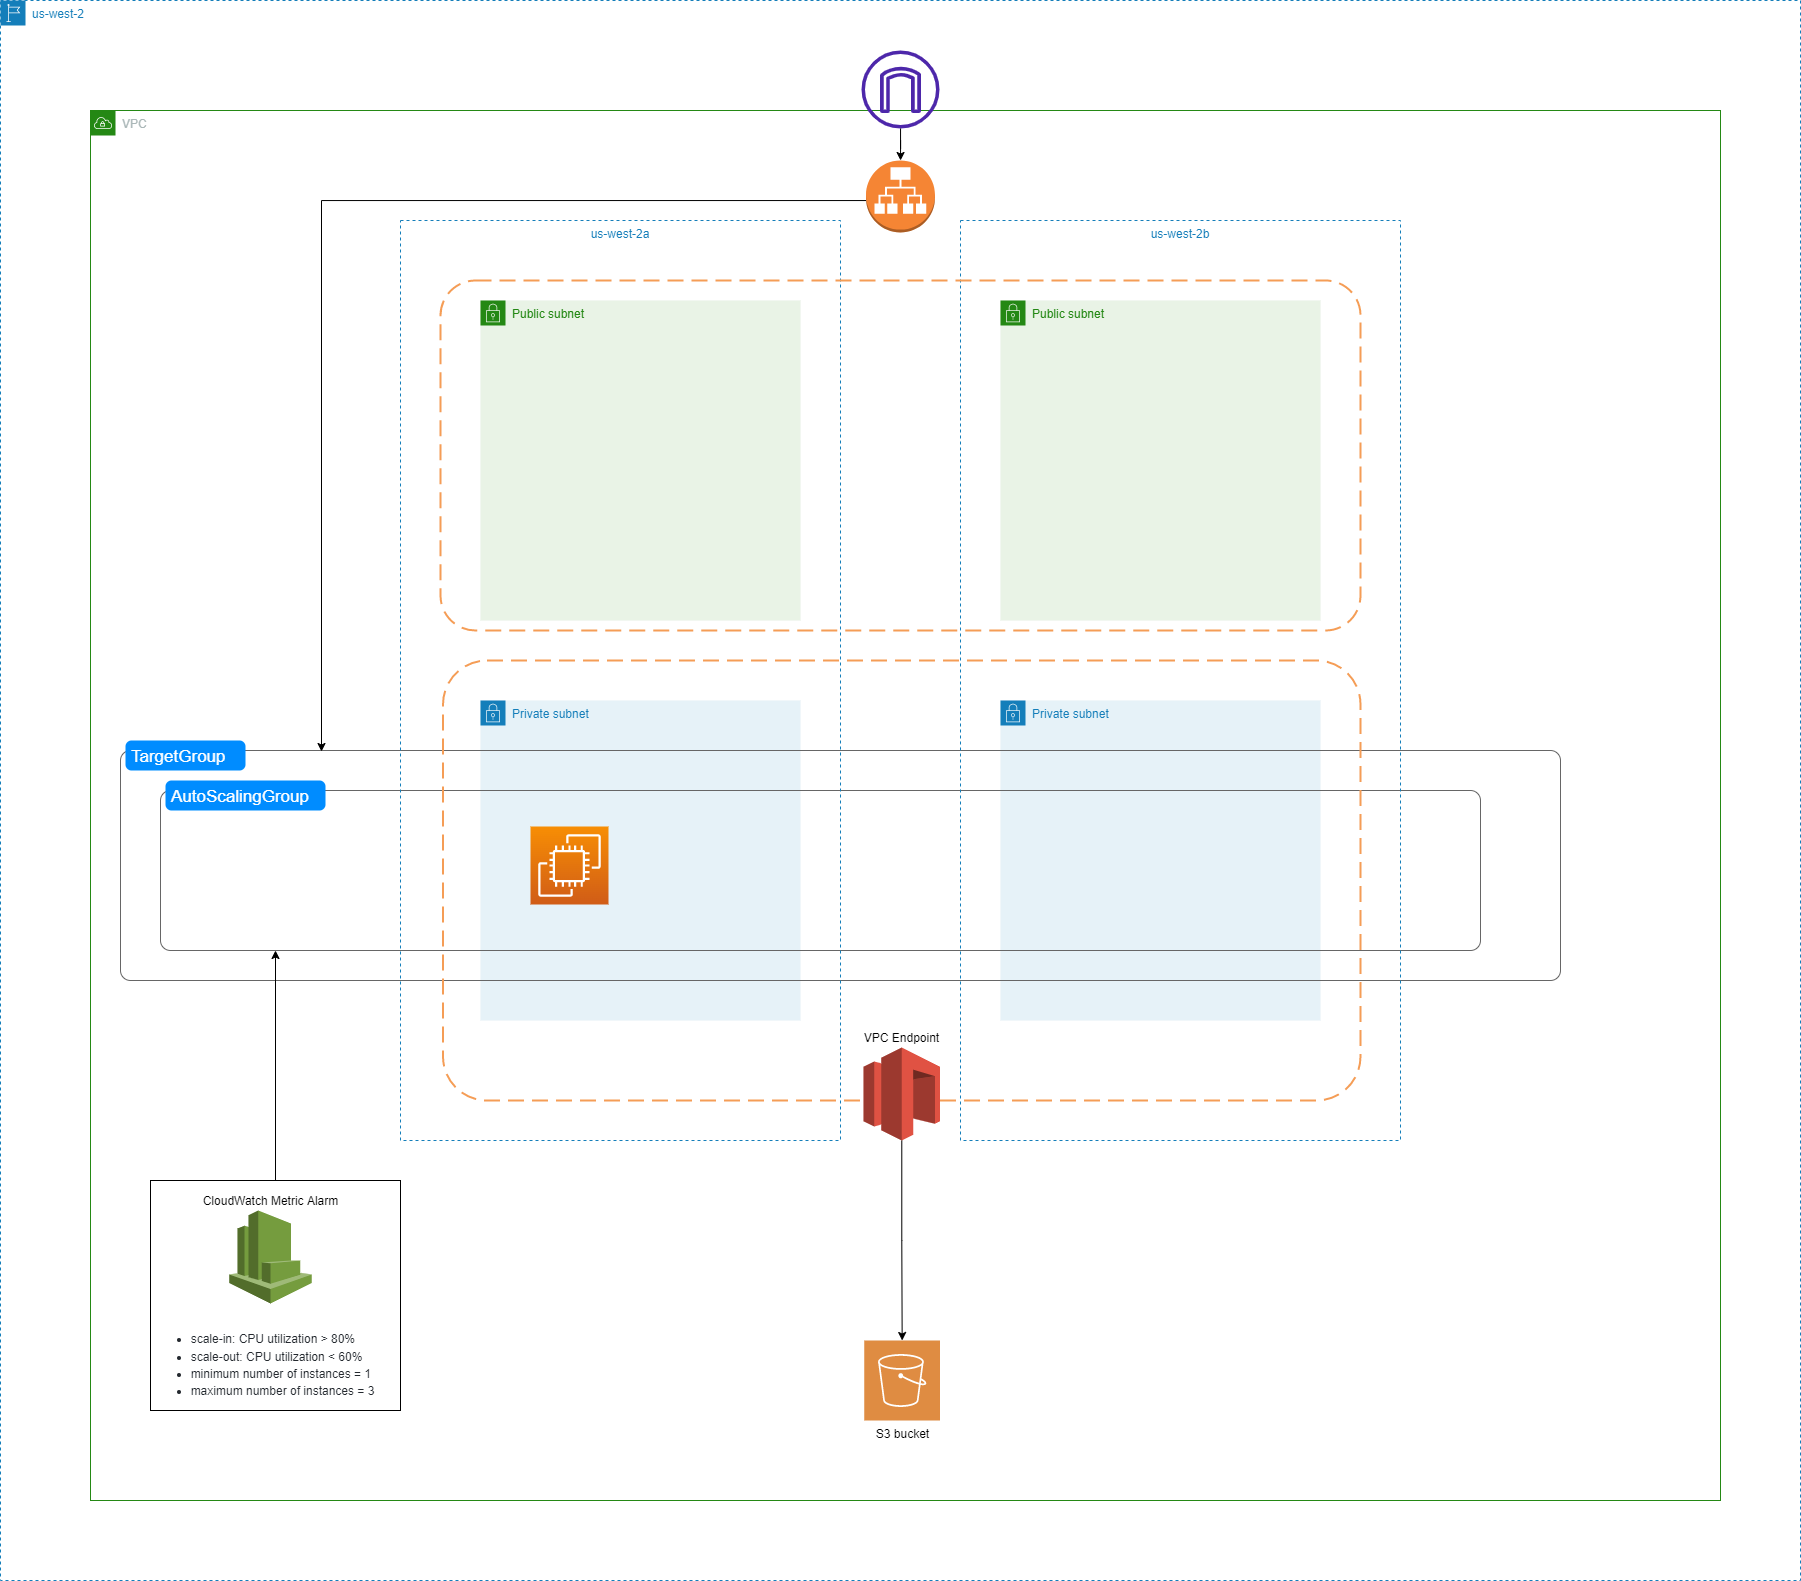 us-west-2
VPC
us-west-2a
us-west-2b
Public subnet
Public subnet
Private subnet
Private subnet
TargetGroup
AutoScalingGroup
VPC Endpoint
CloudWatch Metric Alarm
scale-in: CPU utilization > 80%
scale-out: CPU utilization < 60%
minimum number of instances = 1
maximum number of instances = 3
S3 bucket